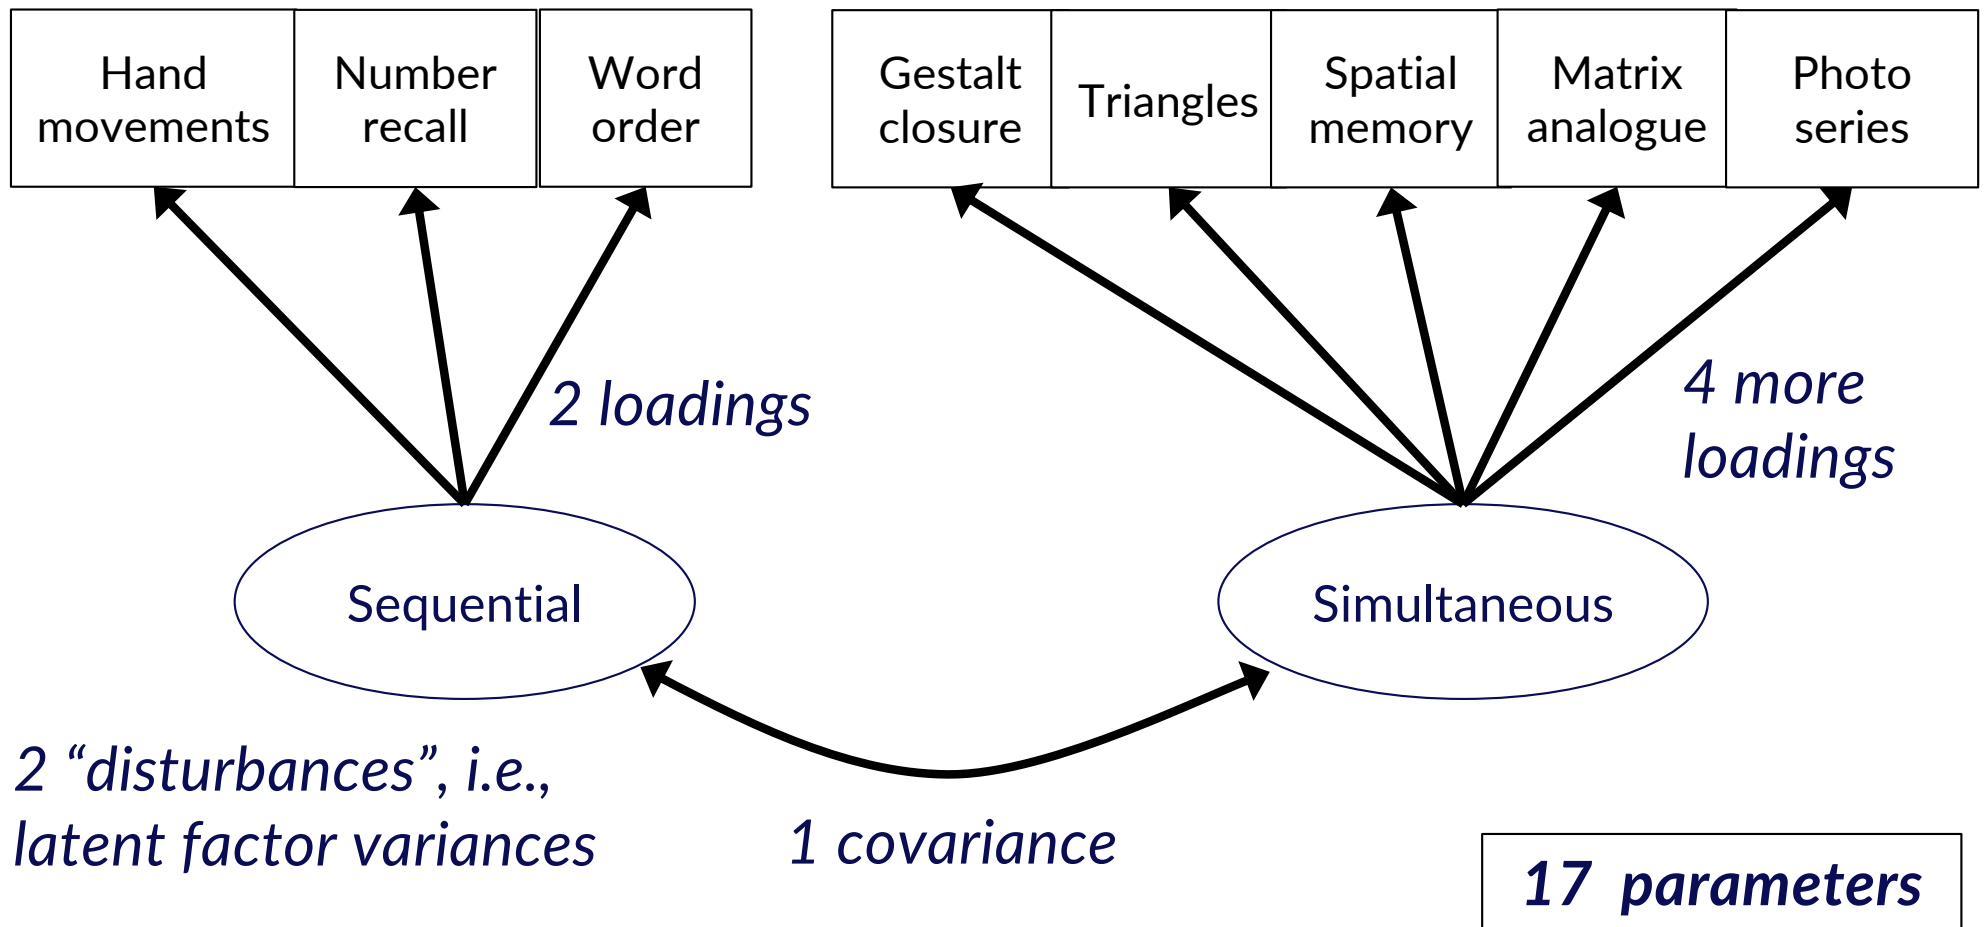 Hand
movements
Number
recall
Word
order
Gestalt
closure
Triangles
Spatial
memory
Matrix
analogue
Photo
series
2 loadings
4 more
loadings
Sequential
Simultaneous
2 “disturbances”, i.e.,
latent factor variances
1 covariance
17 parameters